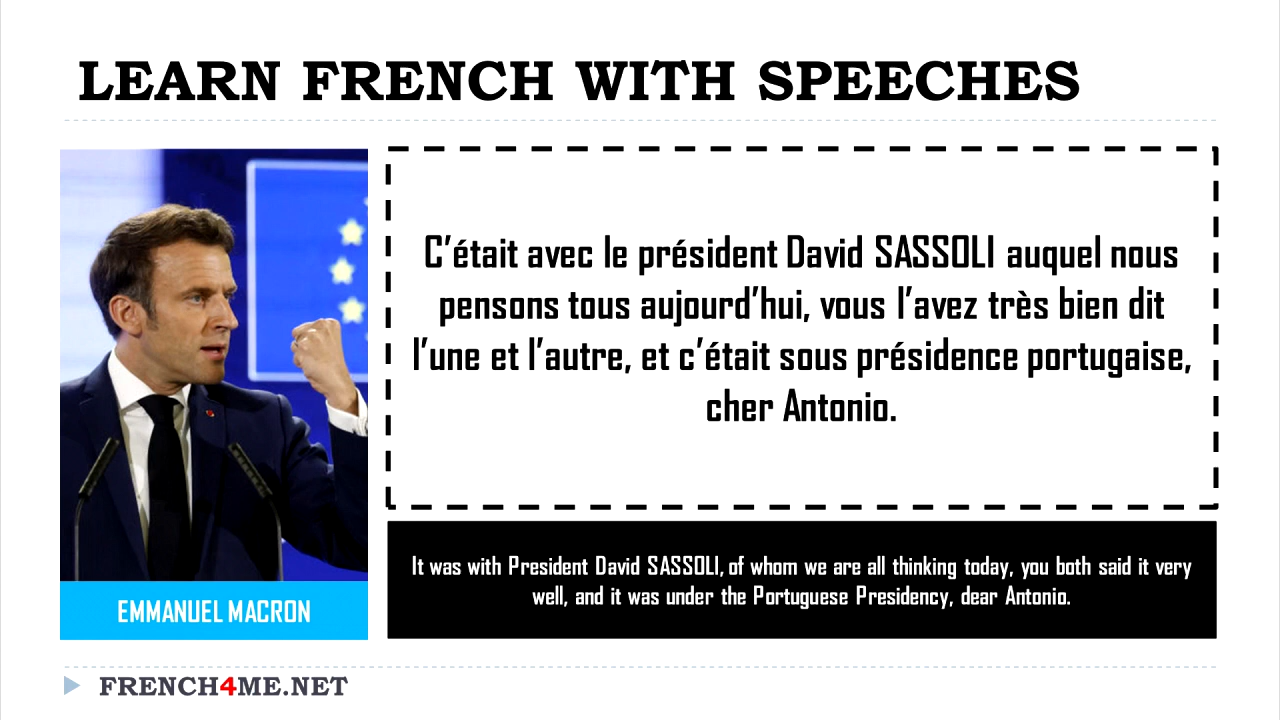 LEARN FRENCH WITH SPEECHES
C’était avec le président David SASSOLI auquel nous
pensons tous aujourd’hui, vous l’avez très bien dit
l’une et l’autre, et c’était sous présidence portugaise,
cher Antonio.
It was with President David SASSOLI, of whom we are all thinking today, you both said it very
well, and it was under the Portuguese Presidency, dear Antonio.
EMMANUEL MACRON
FRENCH4ME.NET